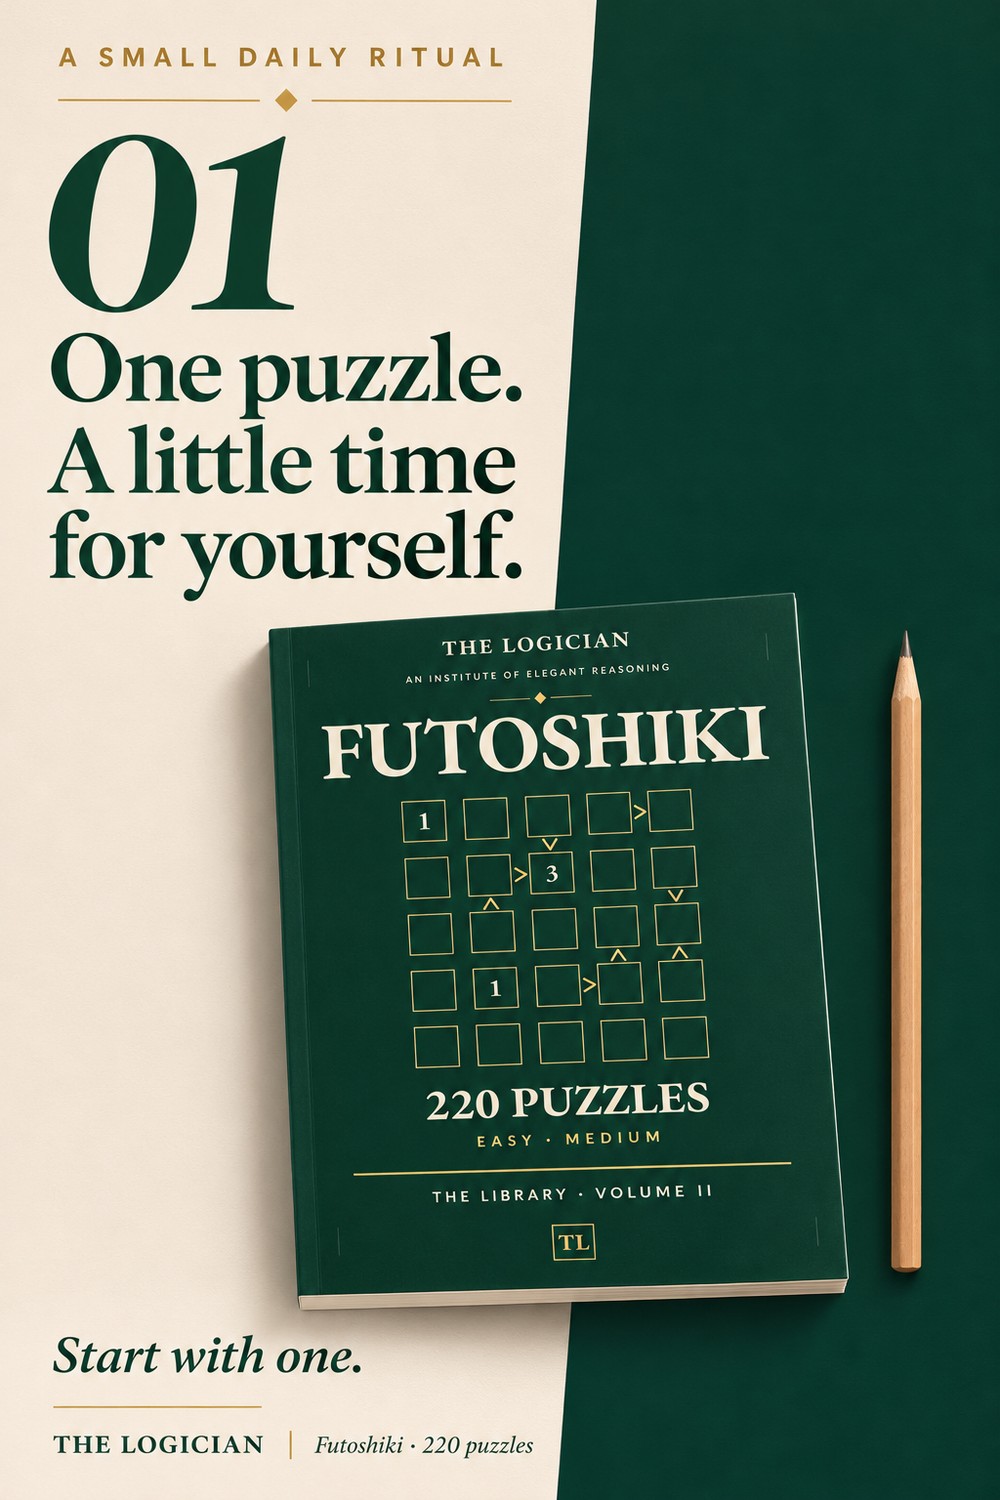 A SMALL DAILY RITUAL
01
One puzzle.
A little time
for yourself.
THE LOGICIAN
AN INSTITUTE OF ELEGANT REASONING
FUTOSHIKI
1 >
∨
> 3
∧ ∨
∧ ∧
1 >
220 PUZZLES
EASY · MEDIUM
THE LIBRARY · VOLUME II
TL
Start with one.
THE LOGICIAN | Futoshiki · 220 puzzles